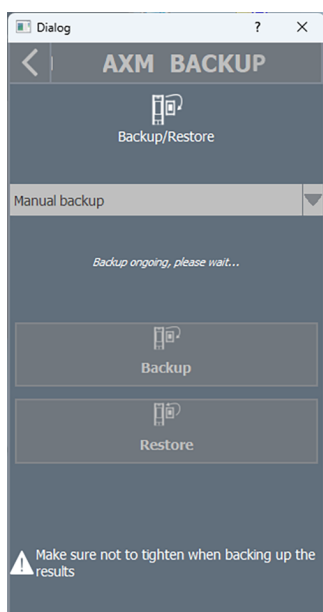 Dialog
AXM BACKUP
Backup/Restore
Manual backup
Backup ongoing, please wait...
Backup
Restore
Make sure not to tighten when backing up the
results